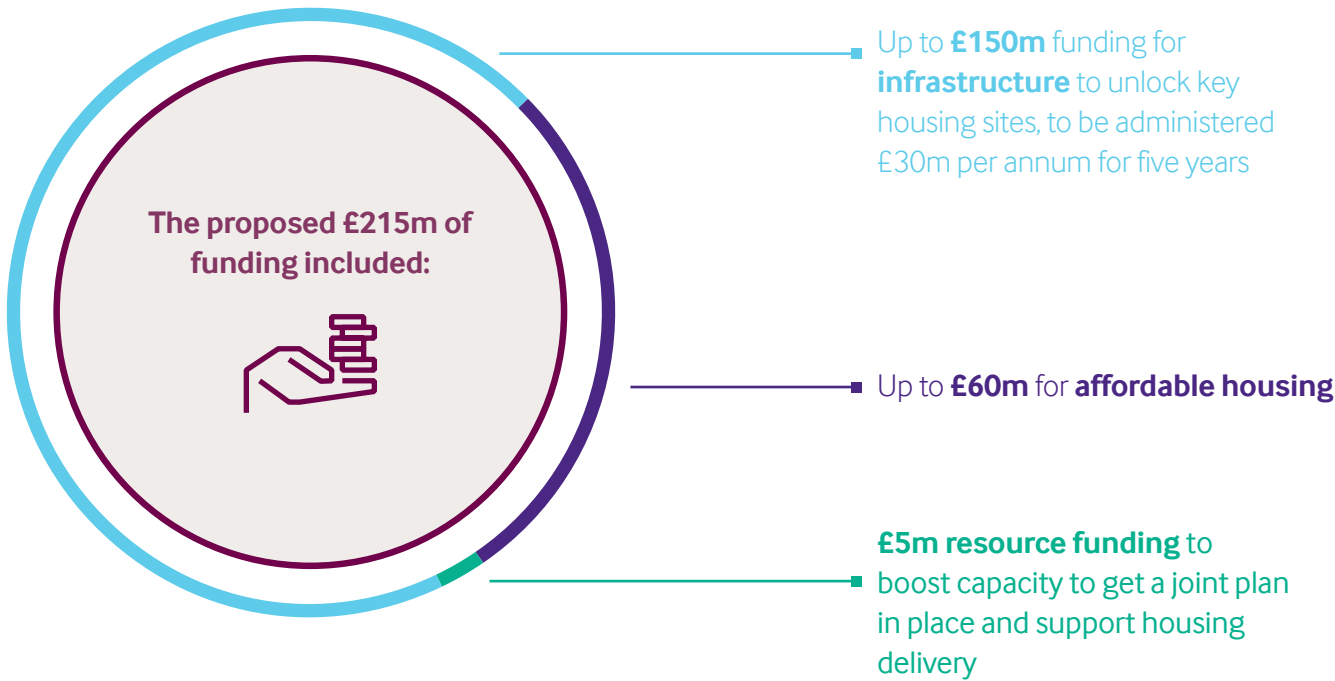 The proposed £215m of
funding included:
Up to £150m funding for
infrastructure to unlock key
housing sites, to be administered
£30m per annum for five years
Up to £60m for affordable housing
£5m resource funding to
boost capacity to get a joint plan
in place and support housing
delivery